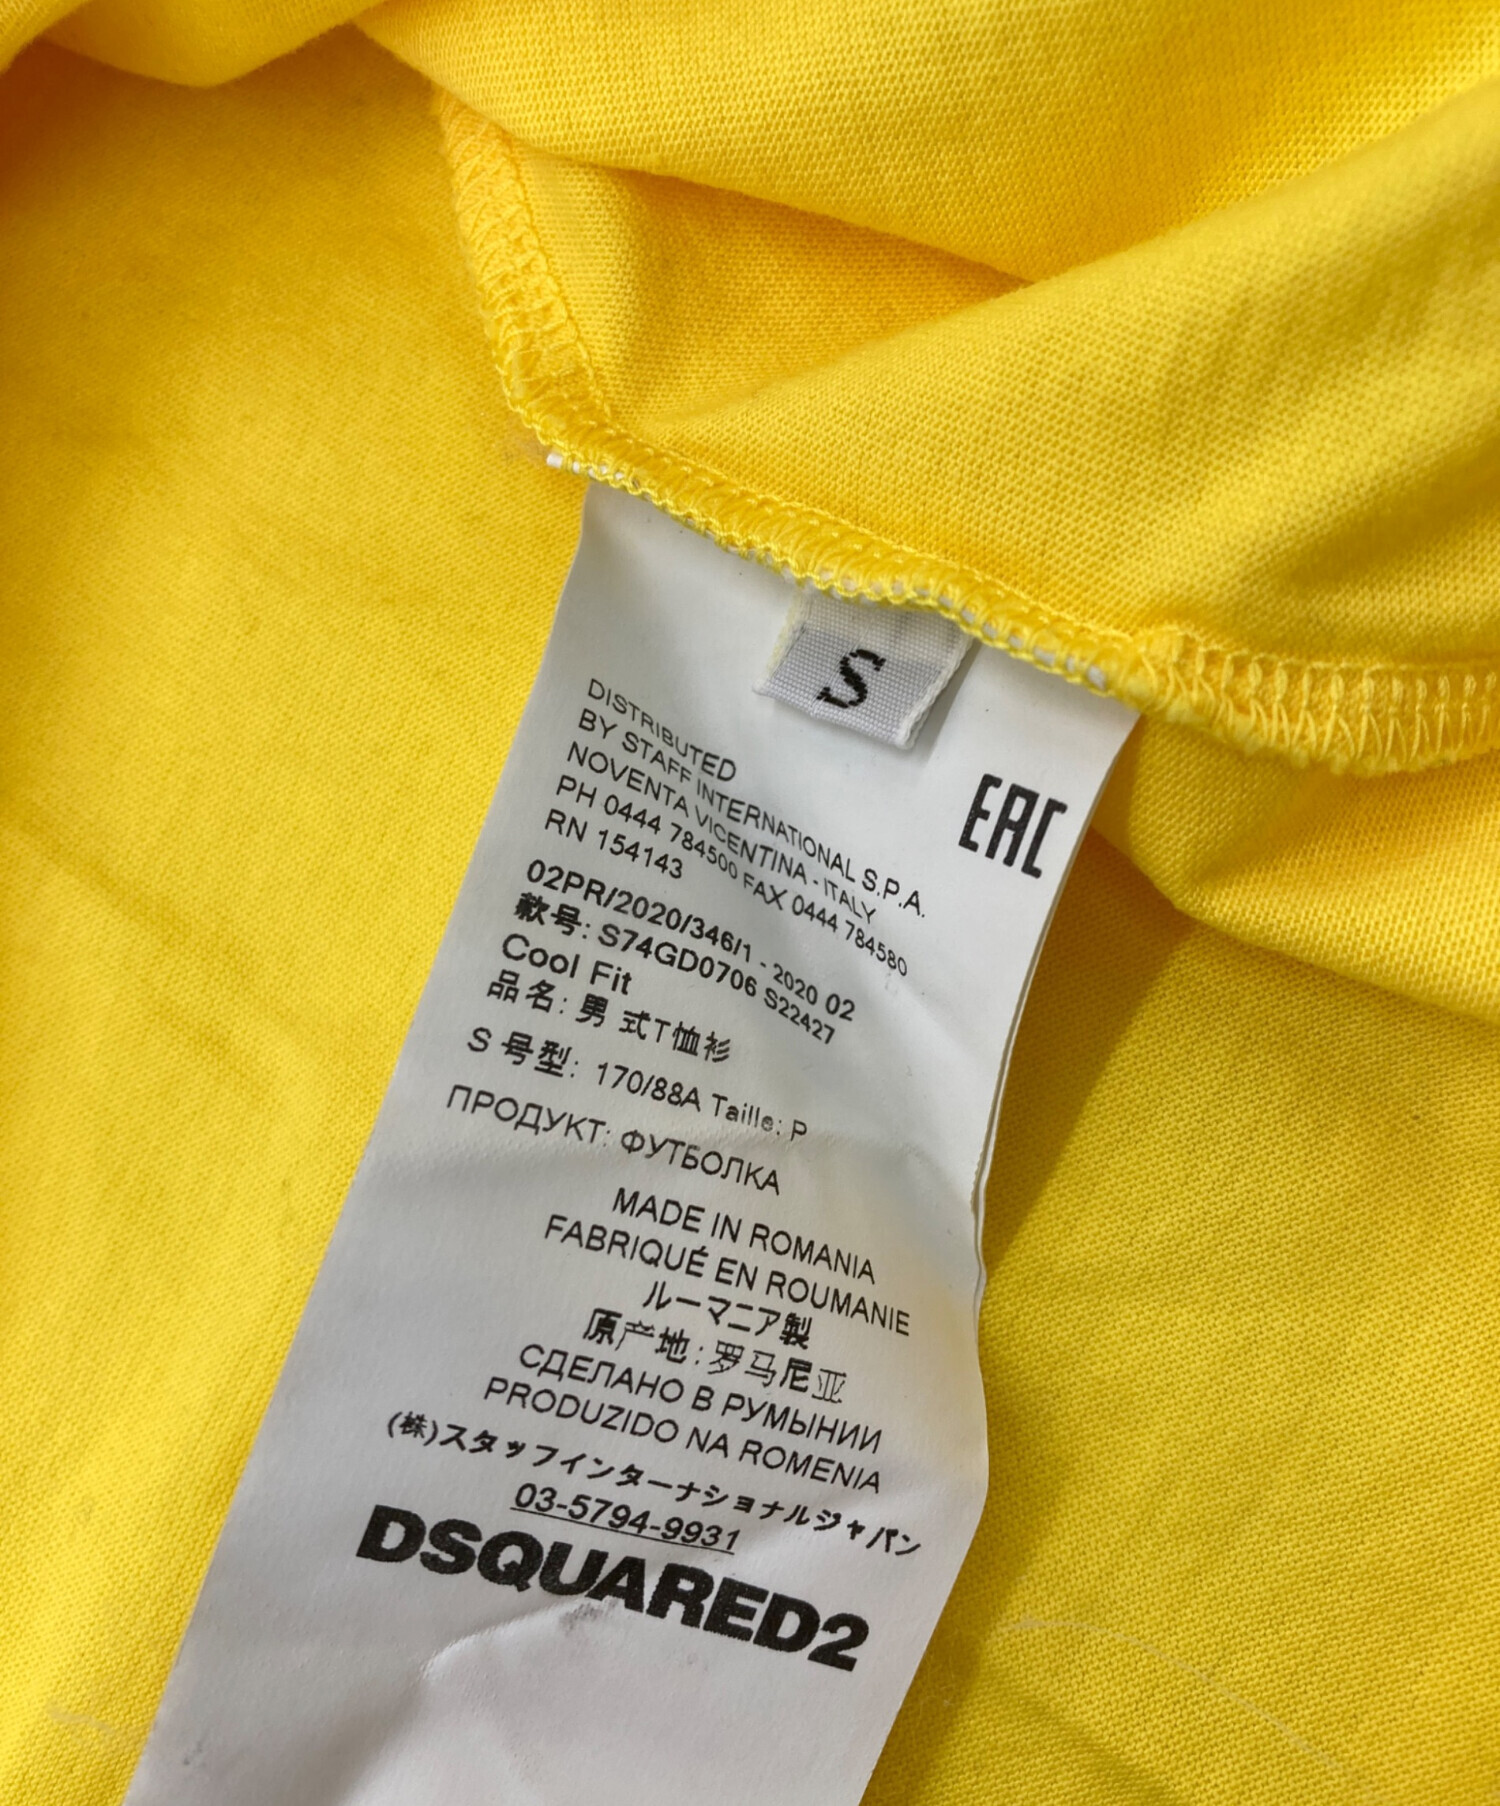 S
EAC
DISTRIBUTED
BY STAFF INTERNATIONAL S.P.A.
NOVENTA VICENTINA - ITALY
PH 0444 784500 FAX 0444 784580
RN 154143
02PR/2020/346/1 - 2020 02
款号: S74GD0706 S22427
Cool Fit
品名: 男 式T恤衫
S 号型: 170/88A Taille: P
ПРОДУКТ: ФУТБОЛКА
MADE IN ROMANIA
FABRIQUÉ EN ROUMANIE
ルーマニア製
原产地: 罗马尼亚
СДЕЛАНО В РУМЫНИИ
PRODUZIDO NA ROMENIA
(株)スタッフインターナショナルジャパン
03-5794-9931
DSQUARED2